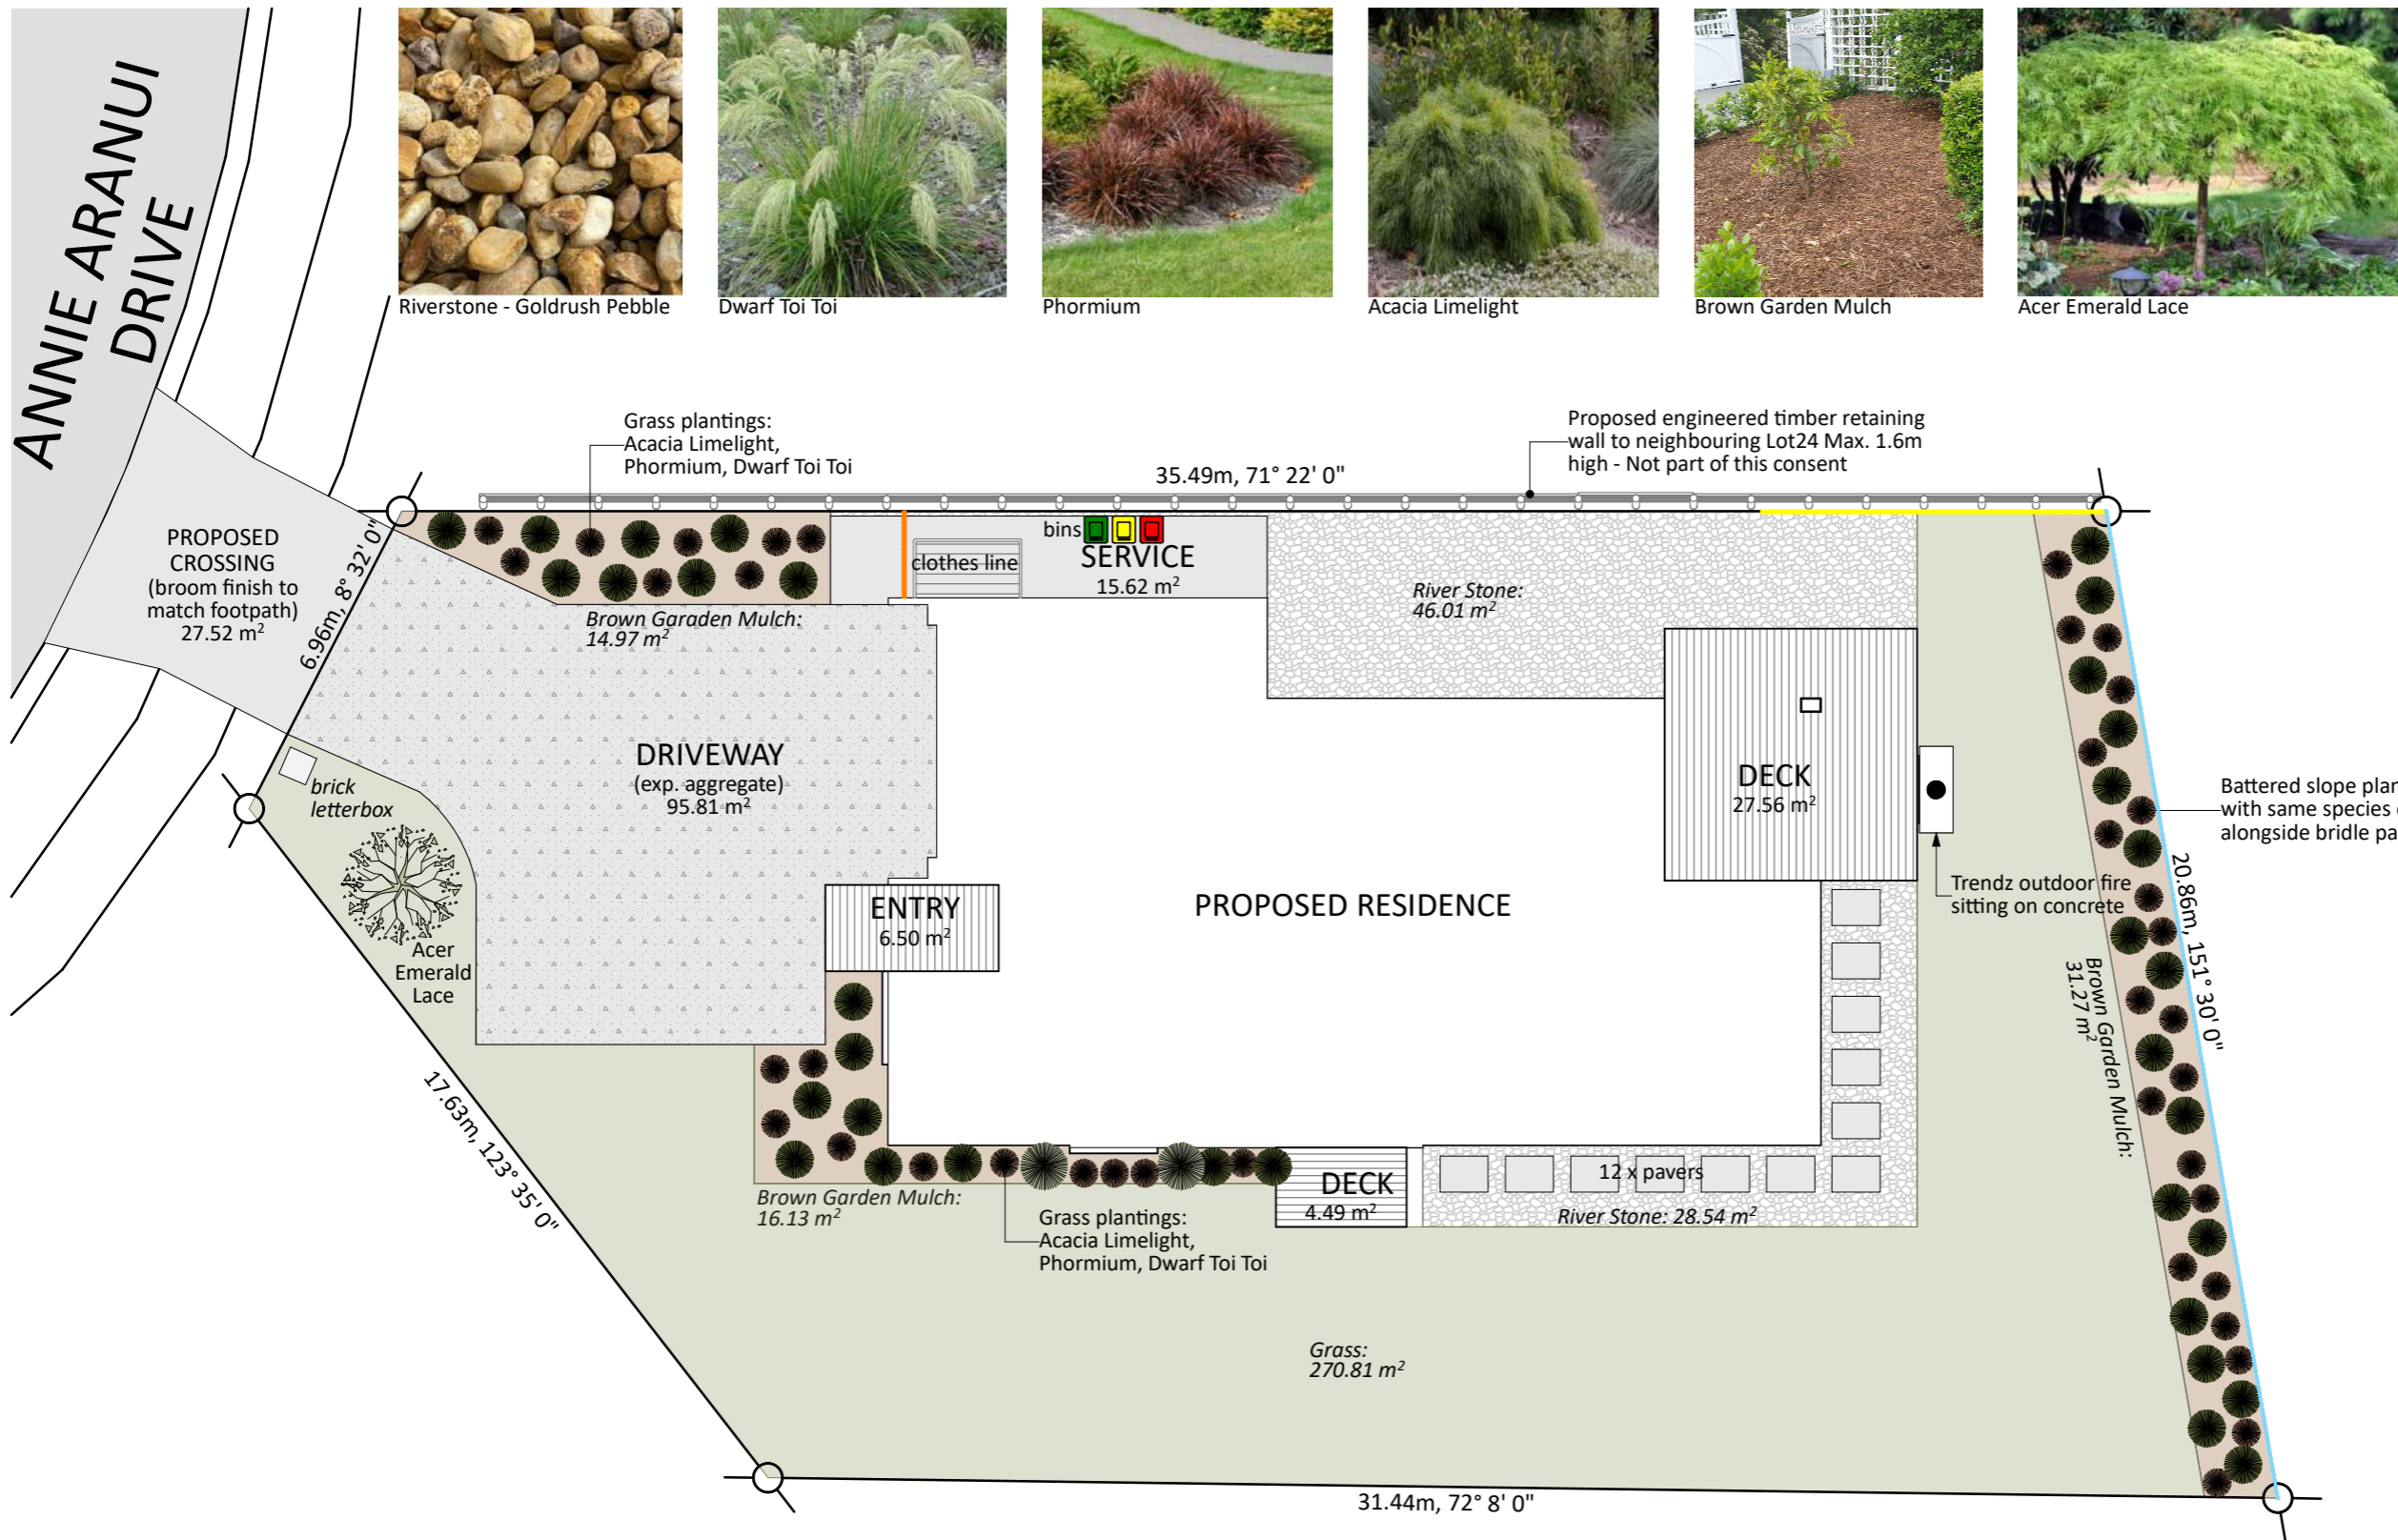 ANNIE ARANUI
DRIVE
Riverstone - Goldrush Pebble
Dwarf Toi Toi
Phormium
Acacia Limelight
Brown Garden Mulch
Acer Emerald Lace
Grass plantings:
Acacia Limelight,
Phormium, Dwarf Toi Toi
Proposed engineered timber retaining
wall to neighbouring Lot24 Max. 1.6m
high - Not part of this consent
35.49m, 71° 22' 0"
PROPOSED
CROSSING
(broom finish to
match footpath)
27.52 m²
6.96m, 8° 32' 0"
bins
clothes line
SERVICE
15.62 m²
River Stone:
46.01 m²
Brown Garaden Mulch:
14.97 m²
DRIVEWAY
(exp. aggregate)
95.81 m²
brick
letterbox
Acer
Emerald
Lace
ENTRY
6.50 m²
PROPOSED RESIDENCE
DECK
27.56 m²
Battered slope
with same species
alongside bridle
Trendz outdoor fire
sitting on concrete
20.86m, 151° 30' 0"
Brown Garden Mulch:
31.27 m²
17.63m, 123° 35' 0"
Brown Garden Mulch:
16.13 m²
Grass plantings:
Acacia Limelight,
Phormium, Dwarf Toi Toi
DECK
4.49 m²
12 x pavers
River Stone: 28.54 m²
Grass:
270.81 m²
31.44m, 72° 8' 0"